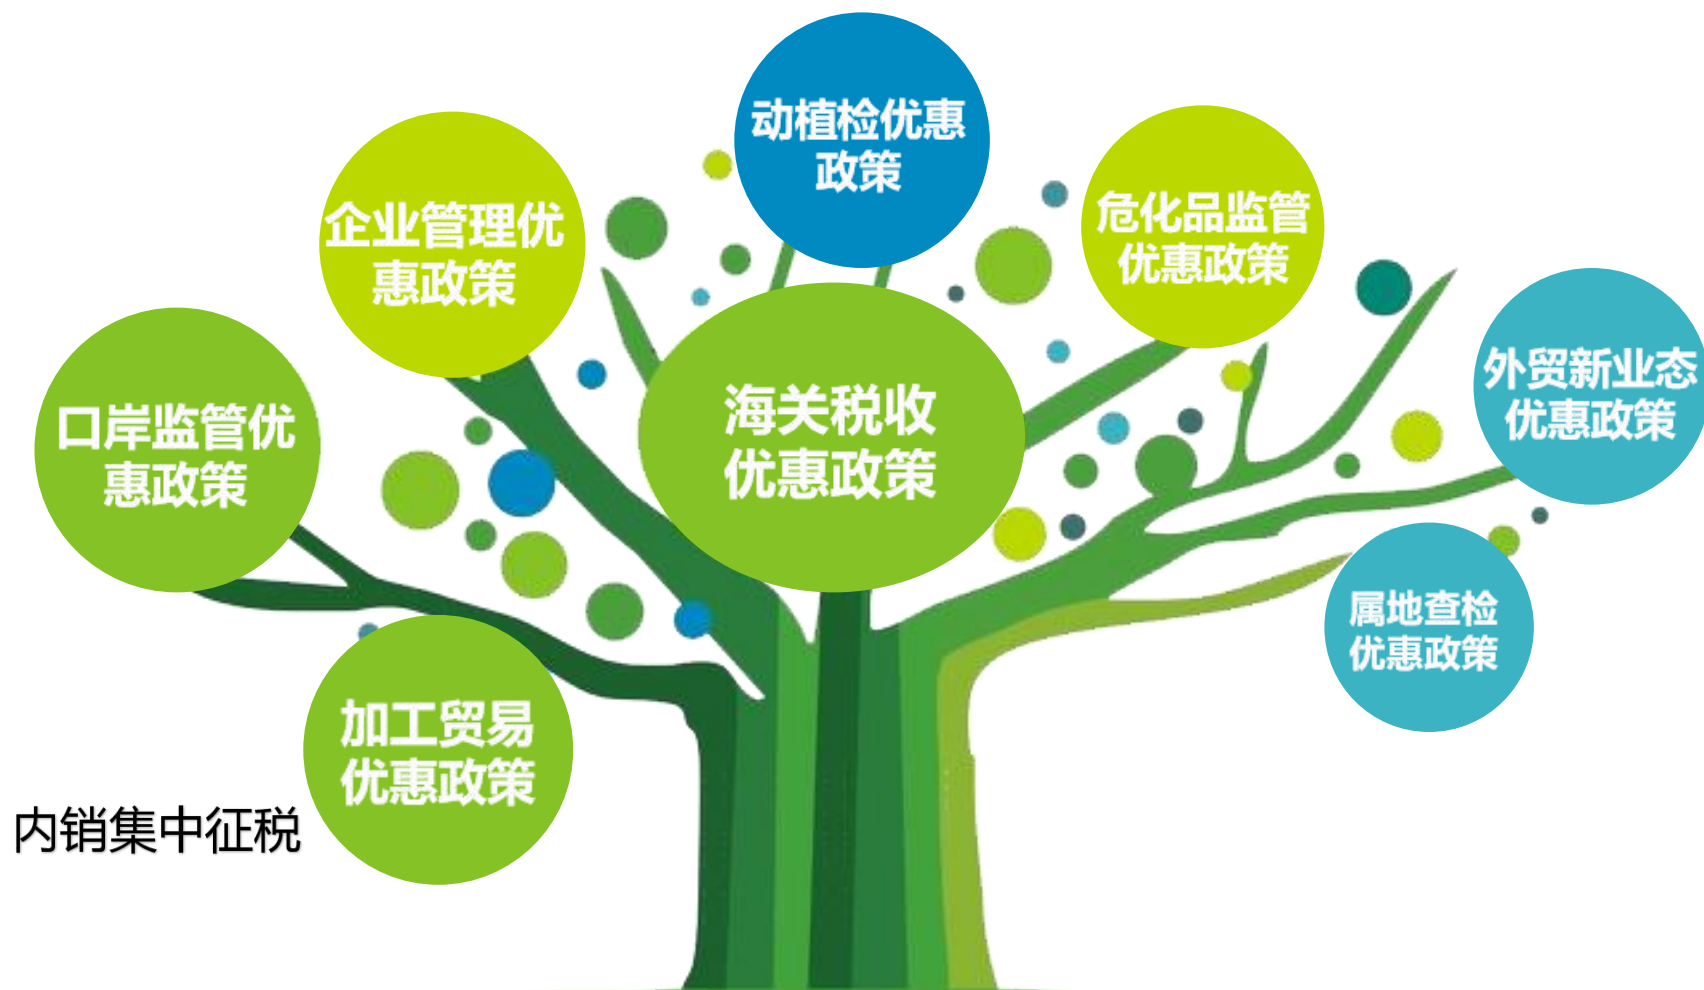 动植检优惠
政策
企业管理优
惠政策
危化品监管
优惠政策
口岸监管优
惠政策
海关税收
优惠政策
外贸新业态
优惠政策
属地查检
优惠政策
加工贸易
优惠政策
内销集中征税